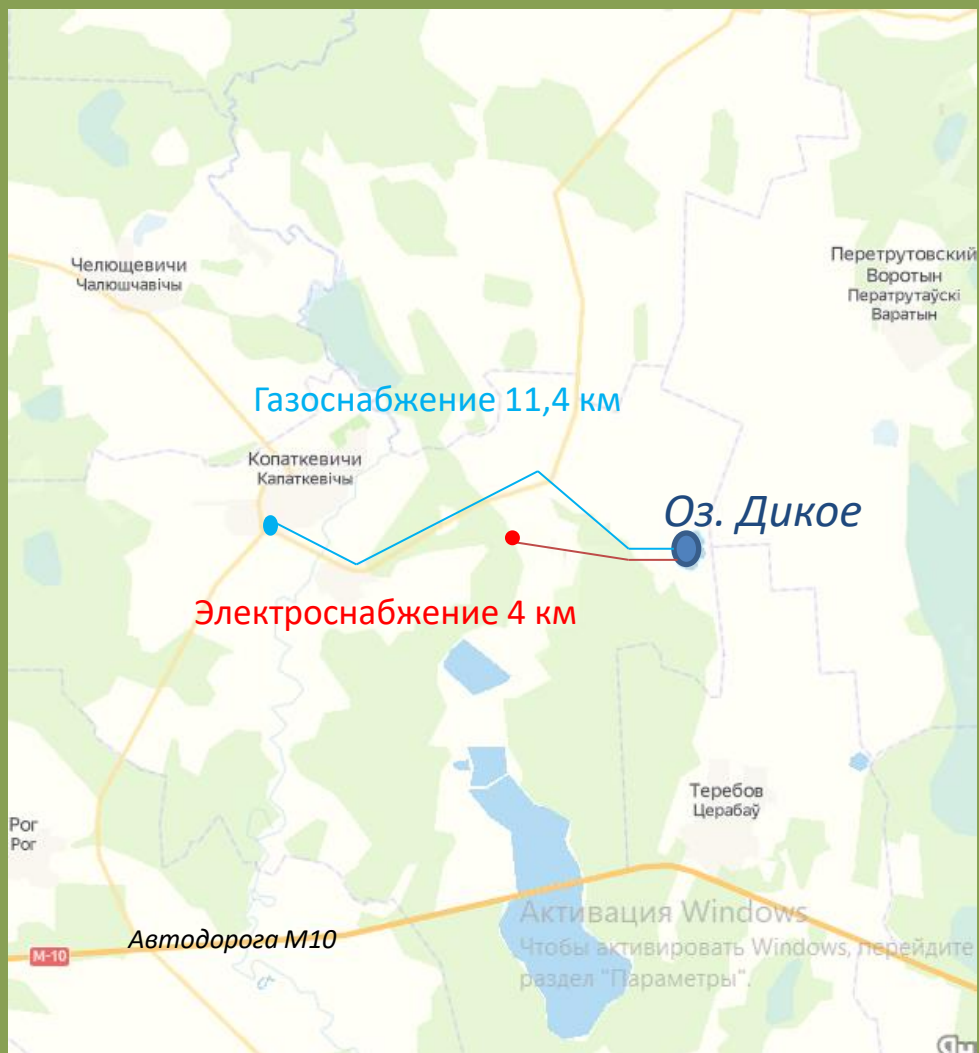 Челющевичи
Чалюшчавічы
Перетрутовский
Воротын
Ператрутаўскі
Варатын
Газоснабжение 11,4 км
Копаткевичи
Капаткевічы
Оз. Дикое
Электроснабжение 4 км
Теребов
Церабаў
Рог
Рог
Автодорога М10
M-10
Активация Windows
Чтобы активировать Windows, перейдите
раздел "Параметры".